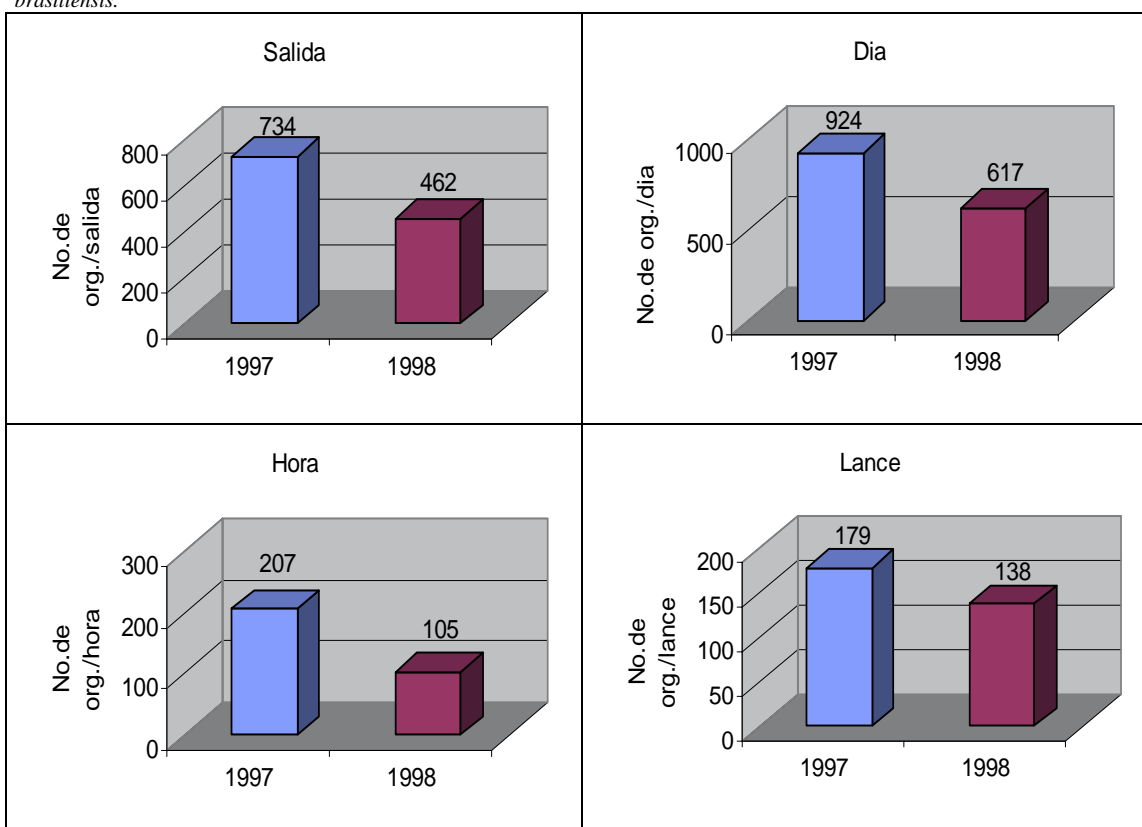 brasiliensis.
Salida
No.de
org./salida
800
600
400
200
0
734
462
1997 1998
Dia
No.de org./dia
1000
500
0
924
617
1997 1998
Hora
No.de
org./hora
300
200
100
0
207
105
1997 1998
Lance
No.de
org./lance
200
150
100
50
0
179
138
1997 1998